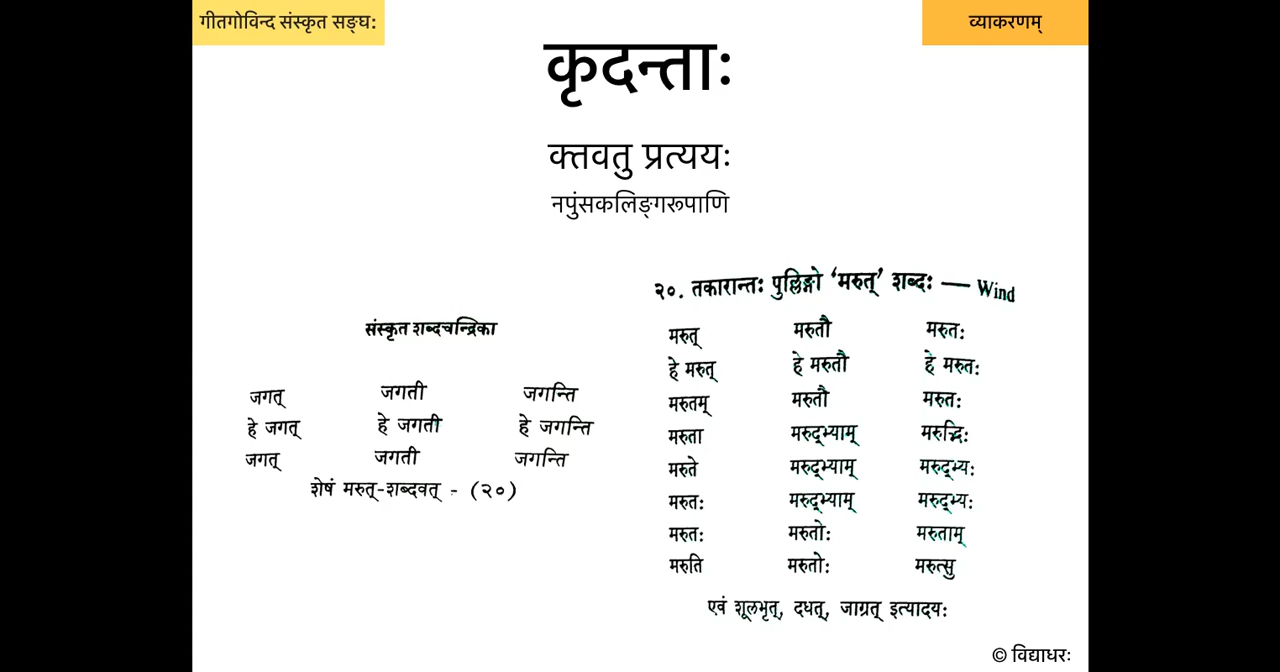 गीतगोविन्द संस्कृत सङ्घः
व्याकरणम्
कृदन्ताः
क्तवतु प्रत्ययः
नपुंसकलिङ्गरूपाणि
संस्कृत शब्दचन्द्रिका
जगत् जगती जगन्ति
हे जगत् हे जगती हे जगन्ति
जगत् जगती जगन्ति
शेषं मरुत्-शब्दवत् - (२०)
२०. तकारान्तः पुल्लिङ्गो ‘मरुत्’ शब्दः — Wind
मरुत् मरुतौ मरुतः
हे मरुत् हे मरुतौ हे मरुतः
मरुतम् मरुतौ मरुतः
मरुता मरुद्भ्याम् मरुद्भिः
मरुते मरुद्भ्याम् मरुद्भ्यः
मरुतः मरुद्भ्याम् मरुद्भ्यः
मरुतः मरुतोः मरुताम्
मरुति मरुतोः मरुत्सु
एवं शूलभृत्, दधत्, जाग्रत् इत्यादयः
© विद्याधरः